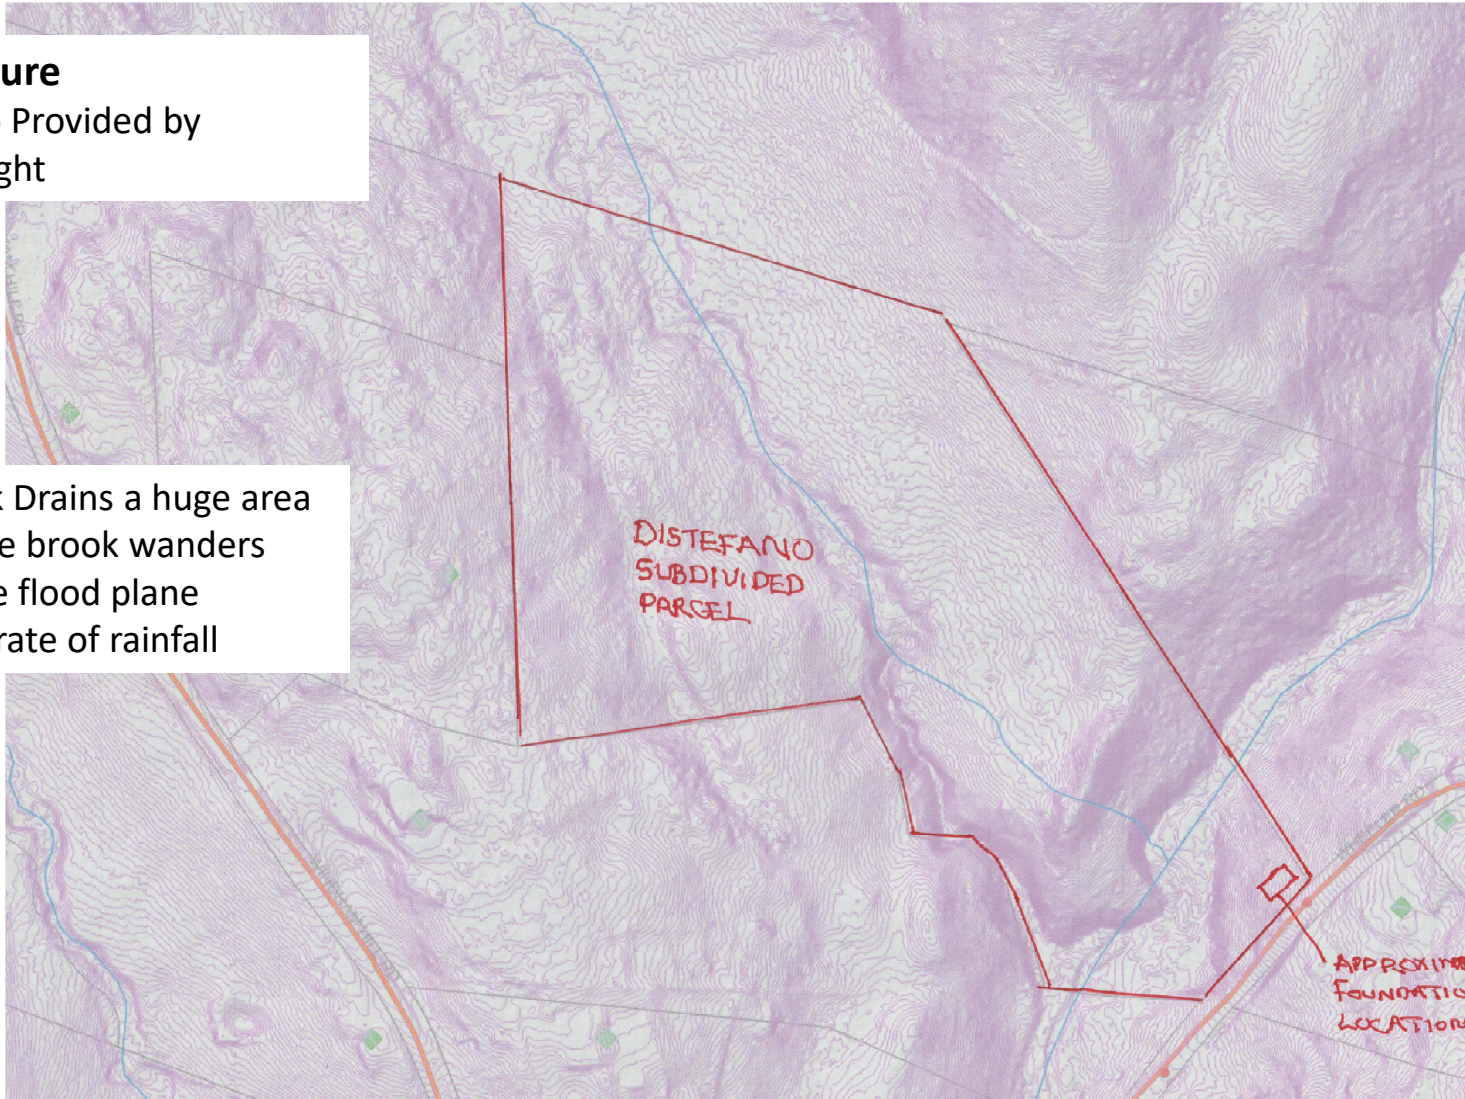 ure
Provided by
ght
Drains a huge area
e brook wanders
e flood plane
rate of rainfall
DISTEFANO
SUBDIVIDED
PARCEL
APPROXIM
FOUNDATIO
LOCATION